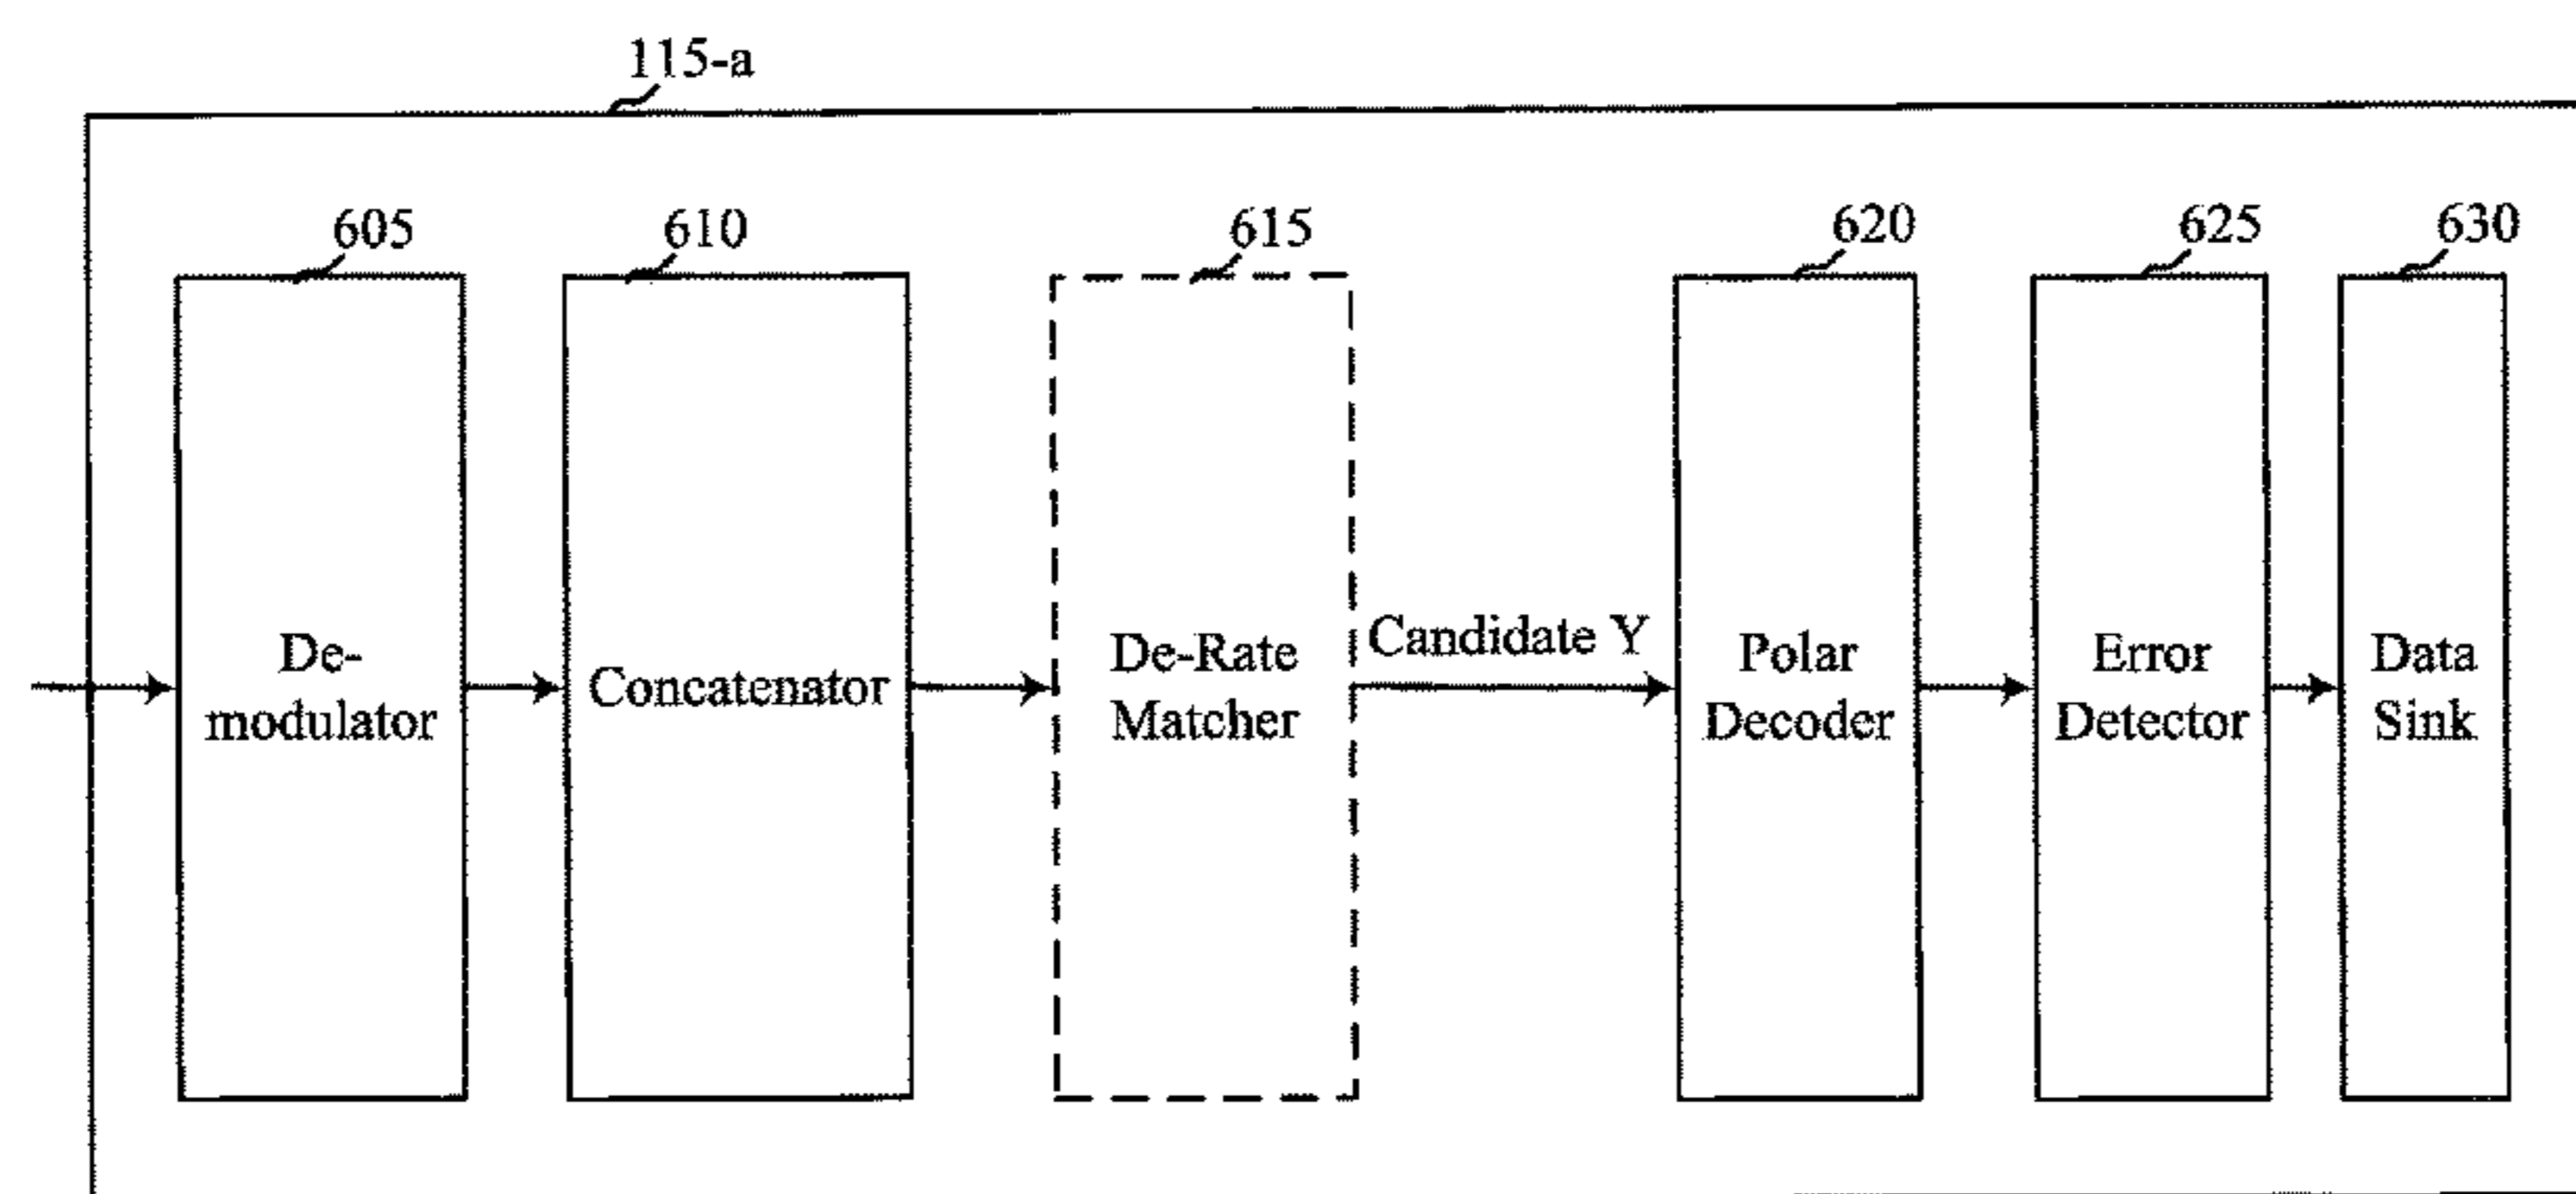 115-a
605
610
615
620
625
630
De-
modulator
Concatenator
De-Rate
Matcher
Candidate Y
Polar
Decoder
Error
Detector
Data
Sink